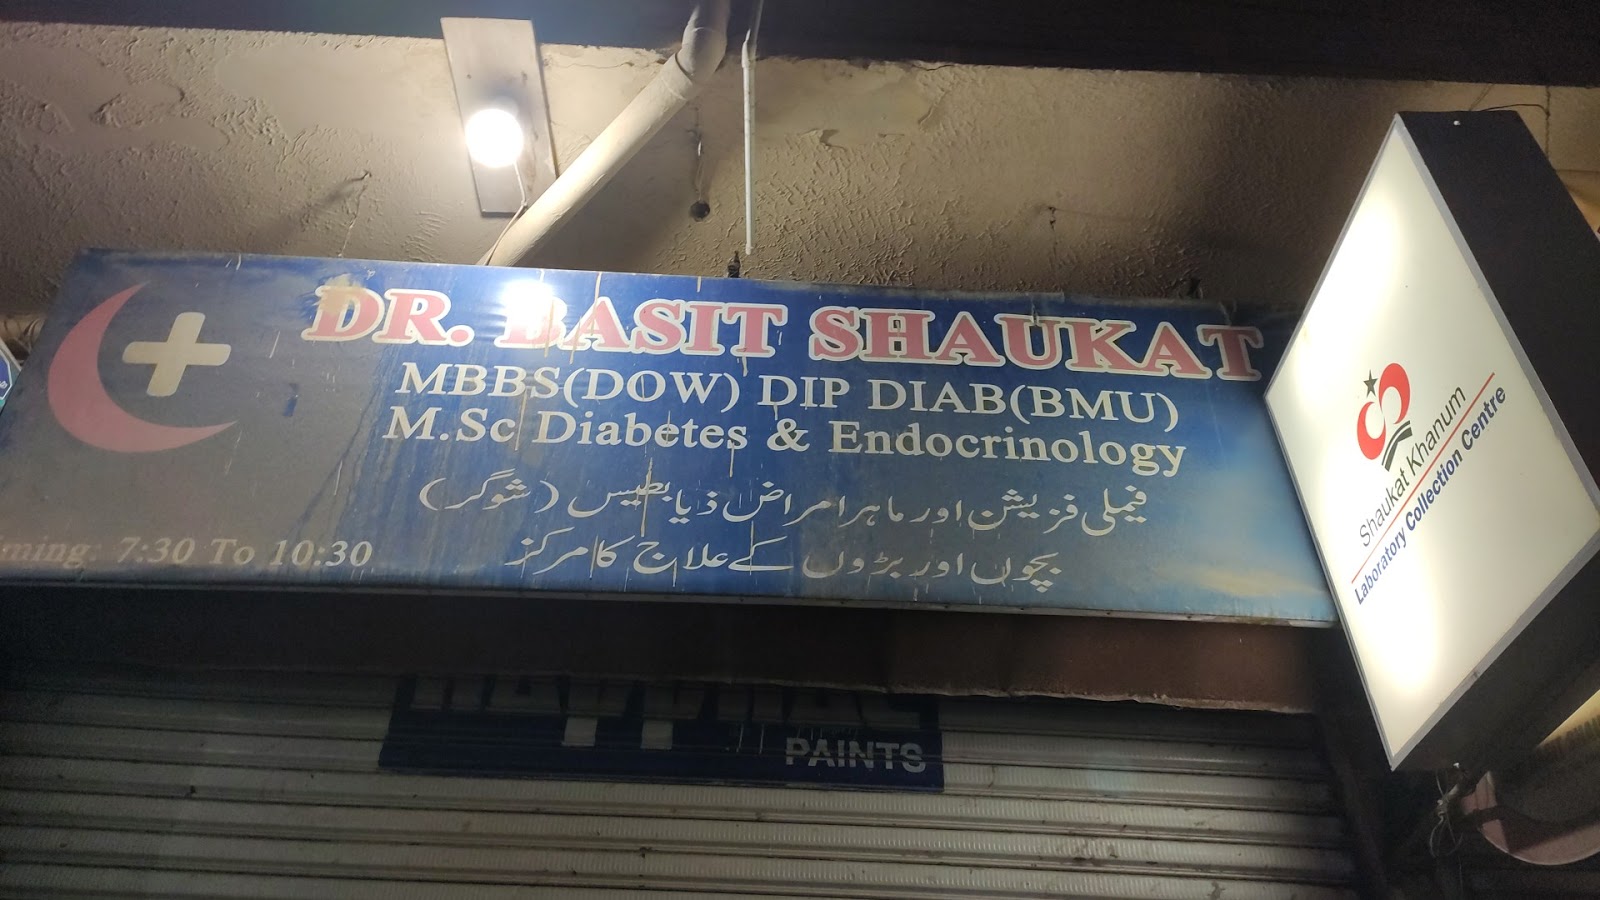 DR. BASIT SHAUKAT
MBBS(DOW) DIP DIAB(BMU)
M.Sc Diabetes & Endocrinology
فیملی فزیشن اور ماہر امراض ذیابطیس (شوگر)
بچوں اور بڑوں کے علاج کا مرکز
iming: 7:30 To 10:30
Shaukat Khanum
Laboratory Collection Centre
PAINTS